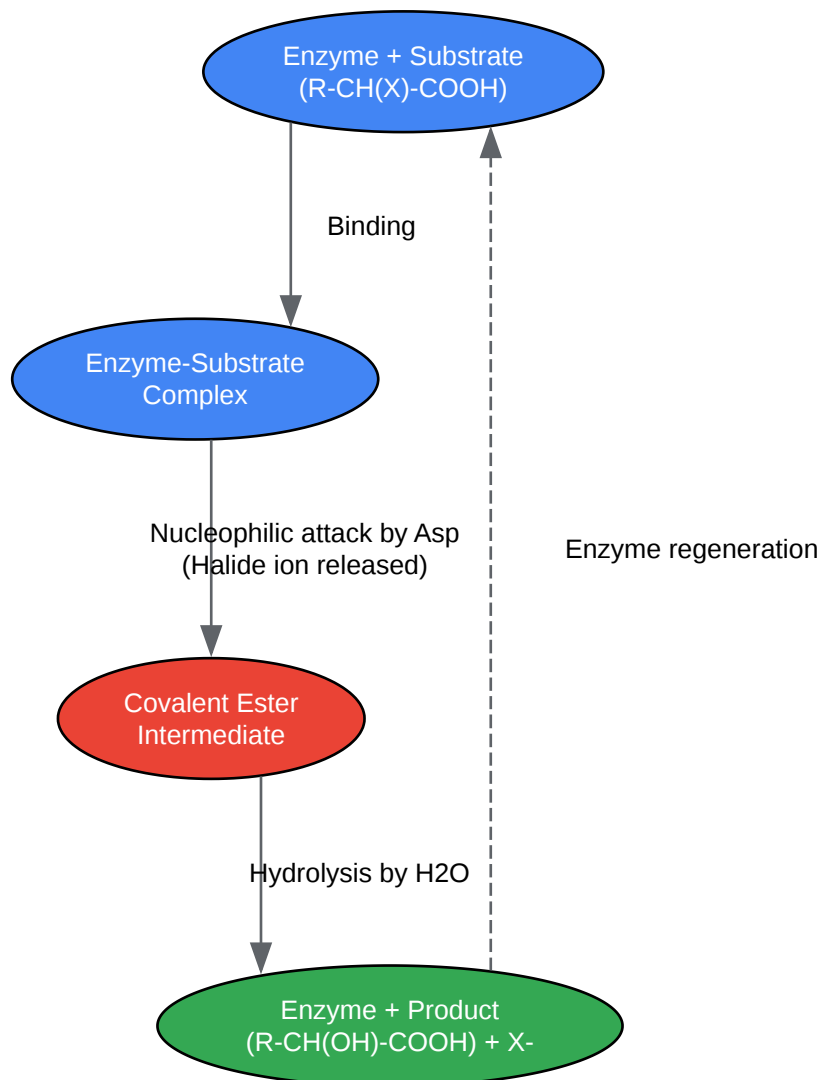 Enzyme + Substrate
(R-CH(X)-COOH)
Binding
Enzyme-Substrate
Complex
Nucleophilic attack by Asp
(Halide ion released)
Enzyme regeneration
Covalent Ester
Intermediate
Hydrolysis by H2O
Enzyme + Product
(R-CH(OH)-COOH) + X-